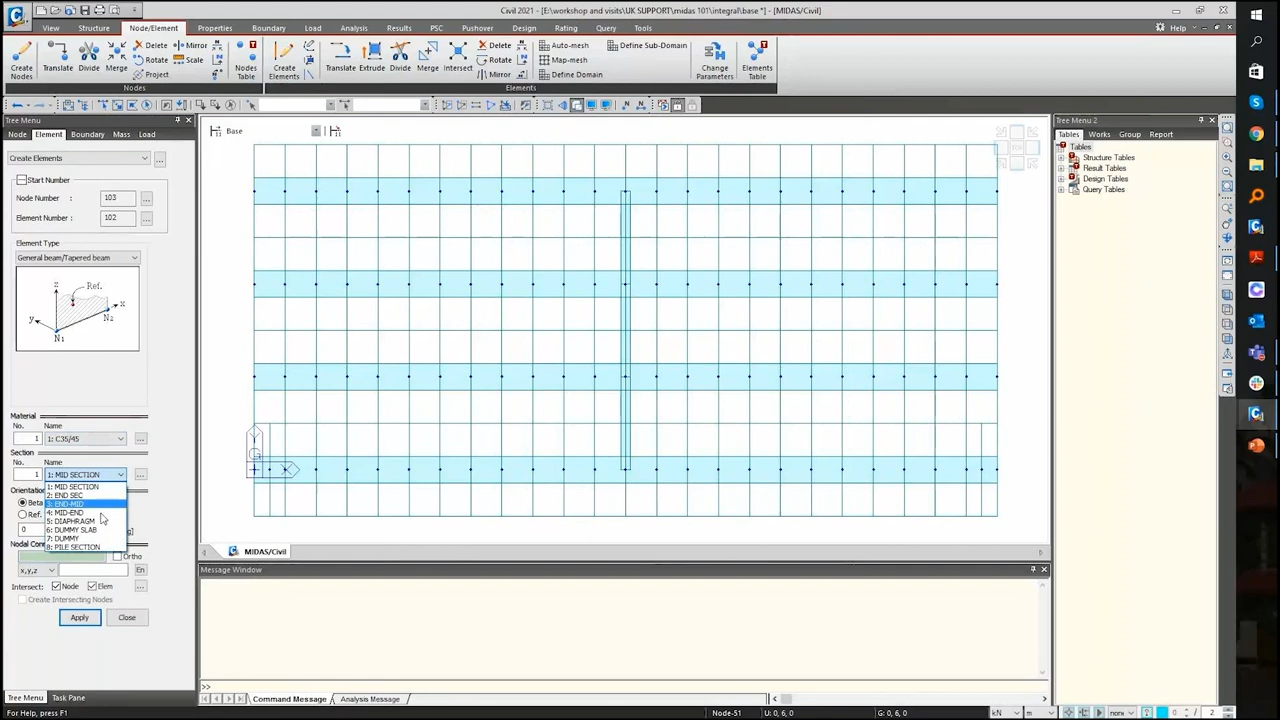 Civil 2021 - [E:\workshop and visits\UK SUPPORT\midas 101\integral\base *] - [MIDAS/Civil]
View Structure Node/Element Properties Boundary Load Analysis Results PSC Pushover Design Rating Query Tools Help
Create Nodes Translate Divide Merge Delete Rotate Project Mirror Scale Nodes Table Create Elements Translate Extrude Divide Merge Intersect Delete Rotate Mirror Auto-mesh Map-mesh Define Domain Define Sub-Domain Change Parameters Elements Table
Nodes Elements
Tree Menu
Node Element Boundary Mass Load
Create Elements
Start Number
Node Number : 103
Element Number : 102
Element Type
General beam/Tapered beam
z Ref. x y N1 N2
Material
No. Name
1 1: C35/45
Section
No. Name
1 1: MID SECTION
1: MID SECTION
2: END SEC
3: END-MID
4: MID-END
5: DIAPHRAGM
6: DUMMY SLAB
7: DUMMY
8: PILE SECTION
Beta
Ref.
0
Ortho
x,y,z
En
Intersect: Node Elem
Create Intersecting Nodes
Apply Close
Tree Menu Task Pane
For Help, press F1
Base
MIDAS/Civil
Message Window
>>
Command Message Analysis Message
Node-51 U: 0, 6, 0 G: 0, 6, 0 kN m none 2
Tree Menu 2
Tables Works Group Report
Tables
Structure Tables
Result Tables
Design Tables
Query Tables